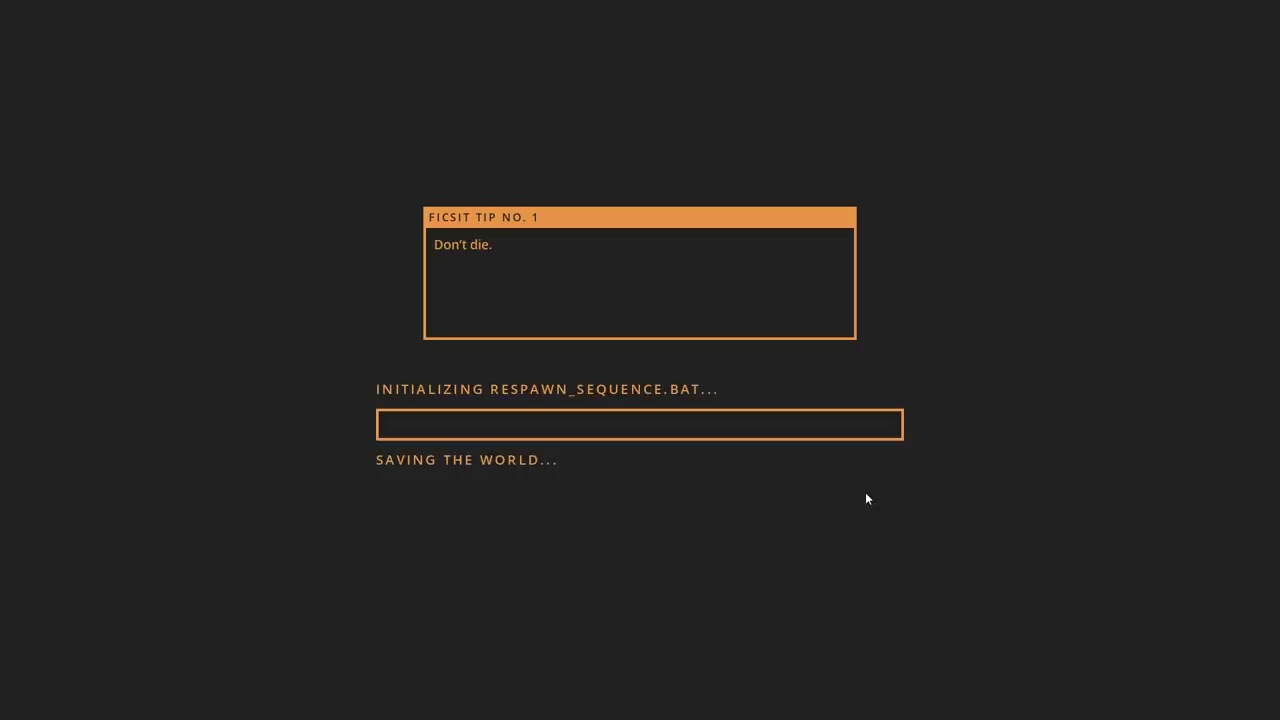 FICSIT TIP NO. 1
Don't die.
INITIALIZING RESPAWN_SEQUENCE.BAT...
SAVING THE WORLD...